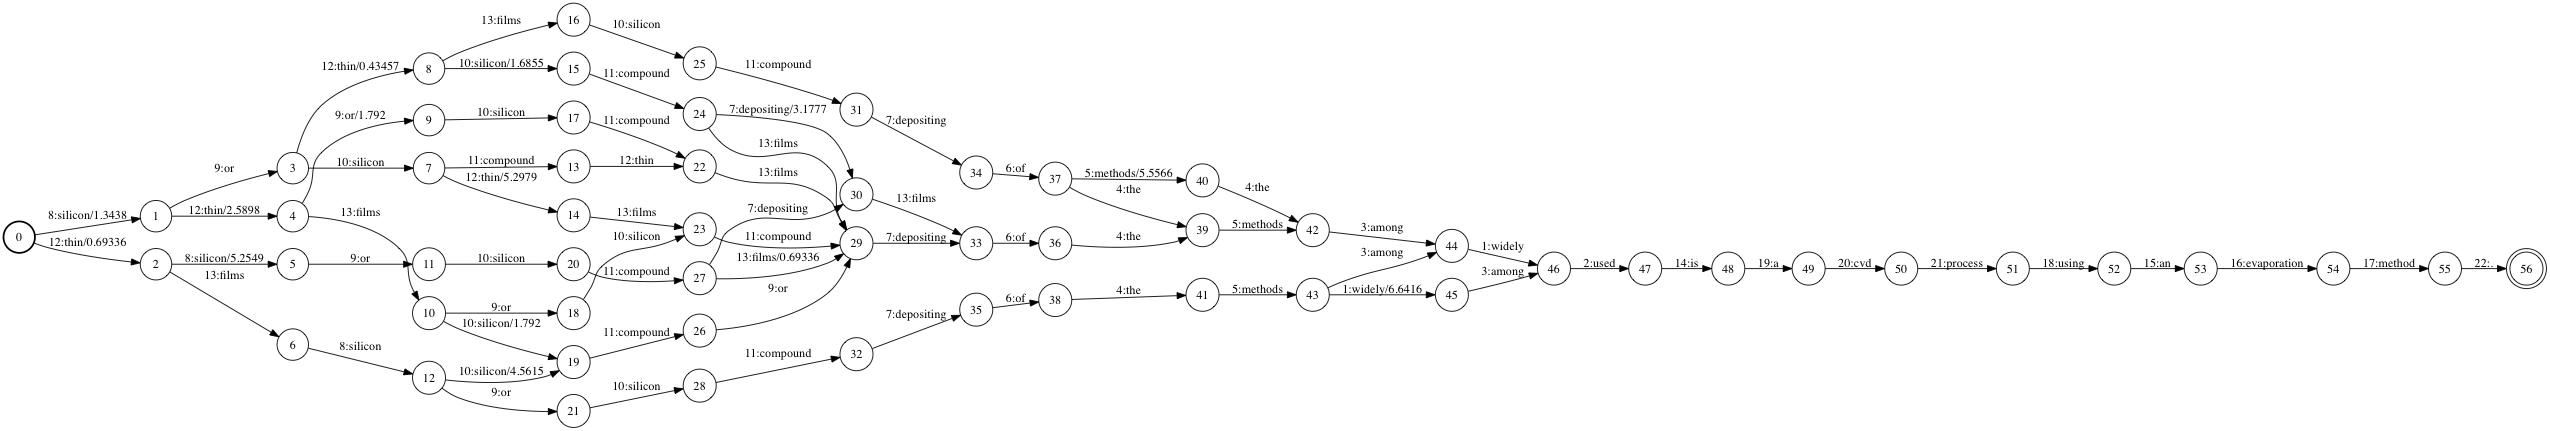 0
8:silicon/1.3438
12:thin/0.69336
1
2
9:or
12:thin/2.5898
8:silicon/5.2549
13:films
3
4
5
6
12:thin/0.43457
10:silicon
9:or/1.792
13:films
9:or
8:silicon
8
9
7
11
10
12
13:films
10:silicon/1.6855
10:silicon
11:compound
12:thin/5.2979
10:silicon
9:or
10:silicon/1.792
10:silicon/4.5615
9:or
16
15
17
13
14
20
18
19
21
10:silicon
11:compound
11:compound
12:thin
13:films
10:silicon
11:compound
11:compound
10:silicon
25
24
22
23
27
26
28
11:compound
7:depositing/3.1777
13:films
13:films
7:depositing
11:compound
13:films/0.69336
9:or
11:compound
31
30
29
32
7:depositing
13:films
7:depositing
7:depositing
34
33
35
6:of
6:of
6:of
37
36
38
5:methods/5.5566
4:the
4:the
4:the
40
39
41
4:the
5:methods
5:methods
42
43
3:among
3:among
1:widely/6.6416
44
45
1:widely
3:among
46
2:used
47
14:is
48
19:a
49
20:cvd
50
21:process
51
18:using
52
15:an
53
16:evaporation
54
17:method
55
22:.
56